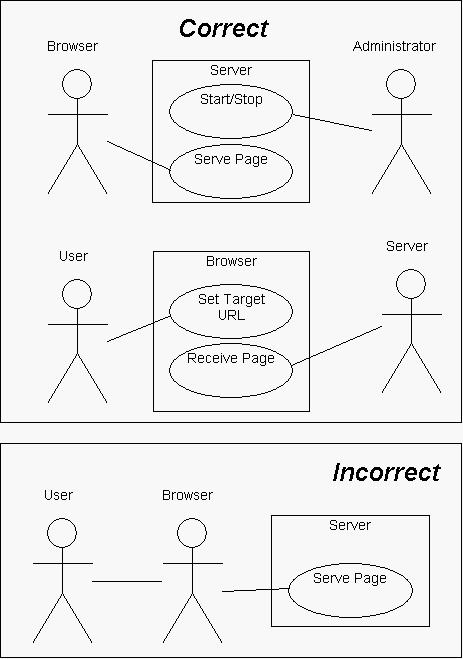 Correct
Browser
Administrator
Server
Start/Stop
Serve Page
User
Server
Browser
Set Target
URL
Receive Page
Incorrect
User
Browser
Server
Serve Page